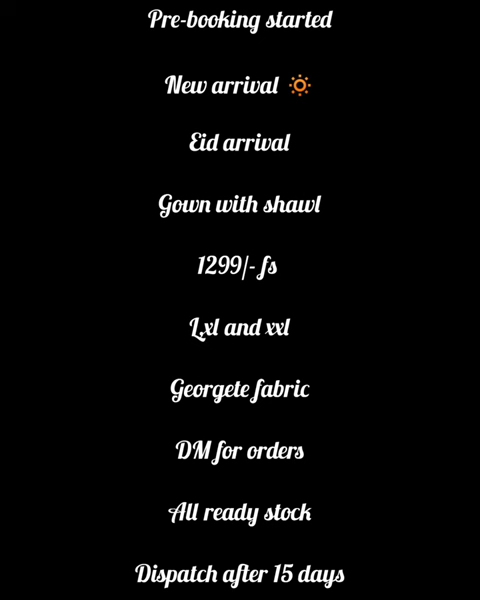 Pre-booking started
New arrival 🔅
Eid arrival
Gown with shawl
1299/- fs
L,xl and xxl
Georgete fabric
DM for orders
All ready stock
Dispatch after 15 days